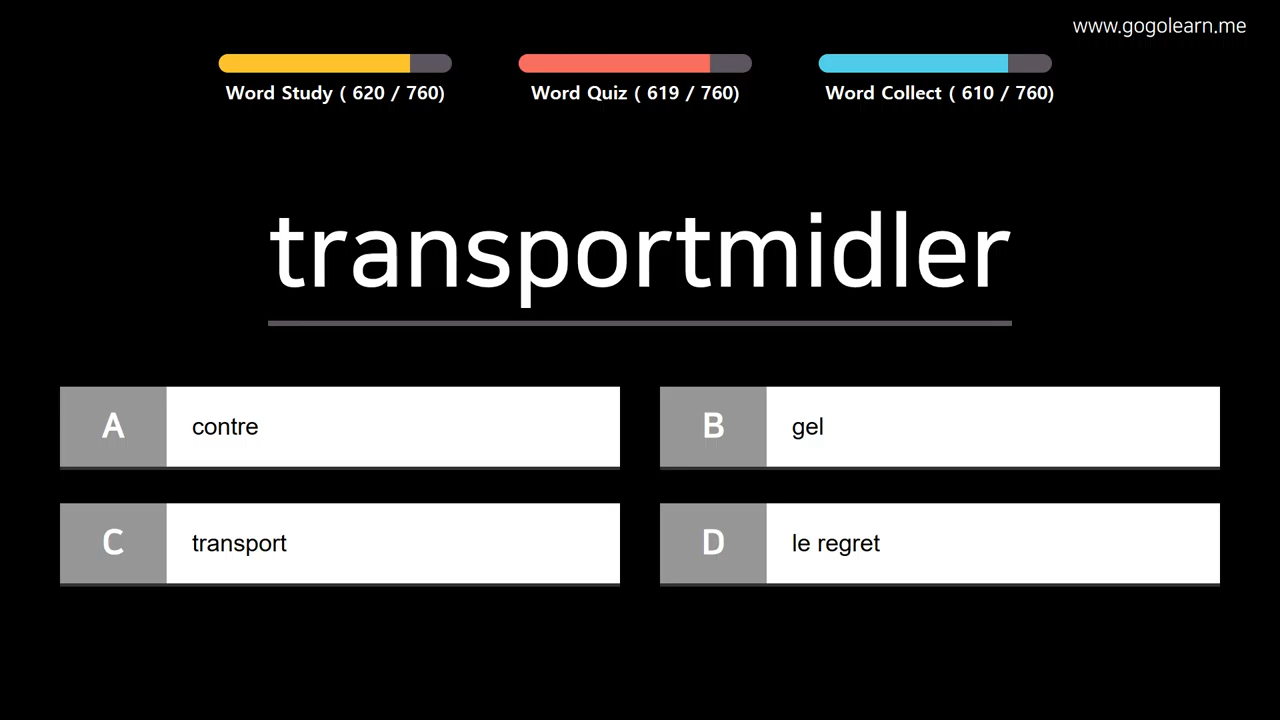 www.gogolearn.me
Word Study ( 620 / 760)
Word Quiz ( 619 / 760)
Word Collect ( 610 / 760)
transportmidler
A contre
B gel
C transport
D le regret